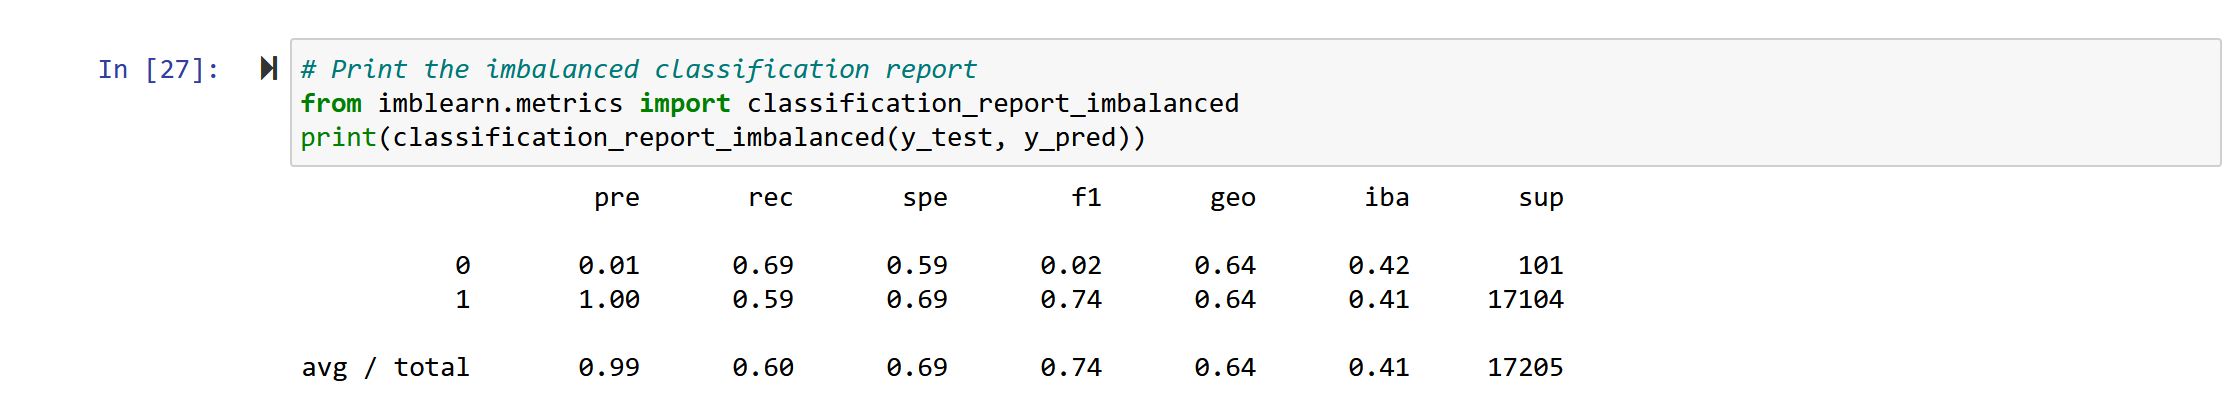 In [27]:
# Print the imbalanced classification report
from imblearn.metrics import classification_report_imbalanced
print(classification_report_imbalanced(y_test, y_pred))
pre rec spe f1 geo iba sup
0 0.01 0.69 0.59 0.02 0.64 0.42 101
1 1.00 0.59 0.69 0.74 0.64 0.41 17104
avg / total 0.99 0.60 0.69 0.74 0.64 0.41 17205